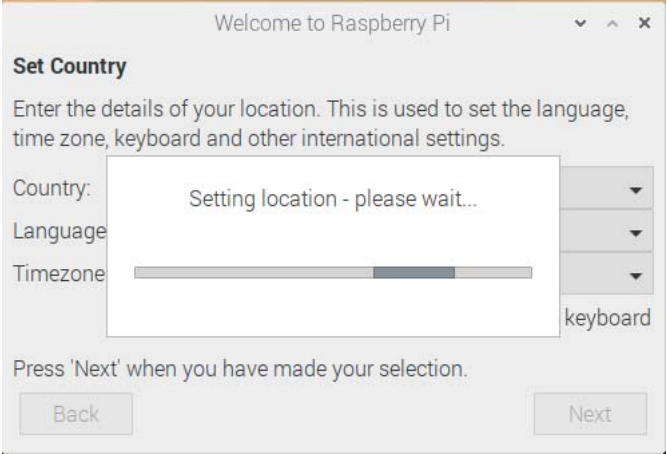 Welcome to Raspberry Pi
Set Country
Enter the details of your location. This is used to set the language,
time zone, keyboard and other international settings.
Country:
Setting location - please wait...
Language
Timezone
keyboard
Press 'Next' when you have made your selection.
Back
Next